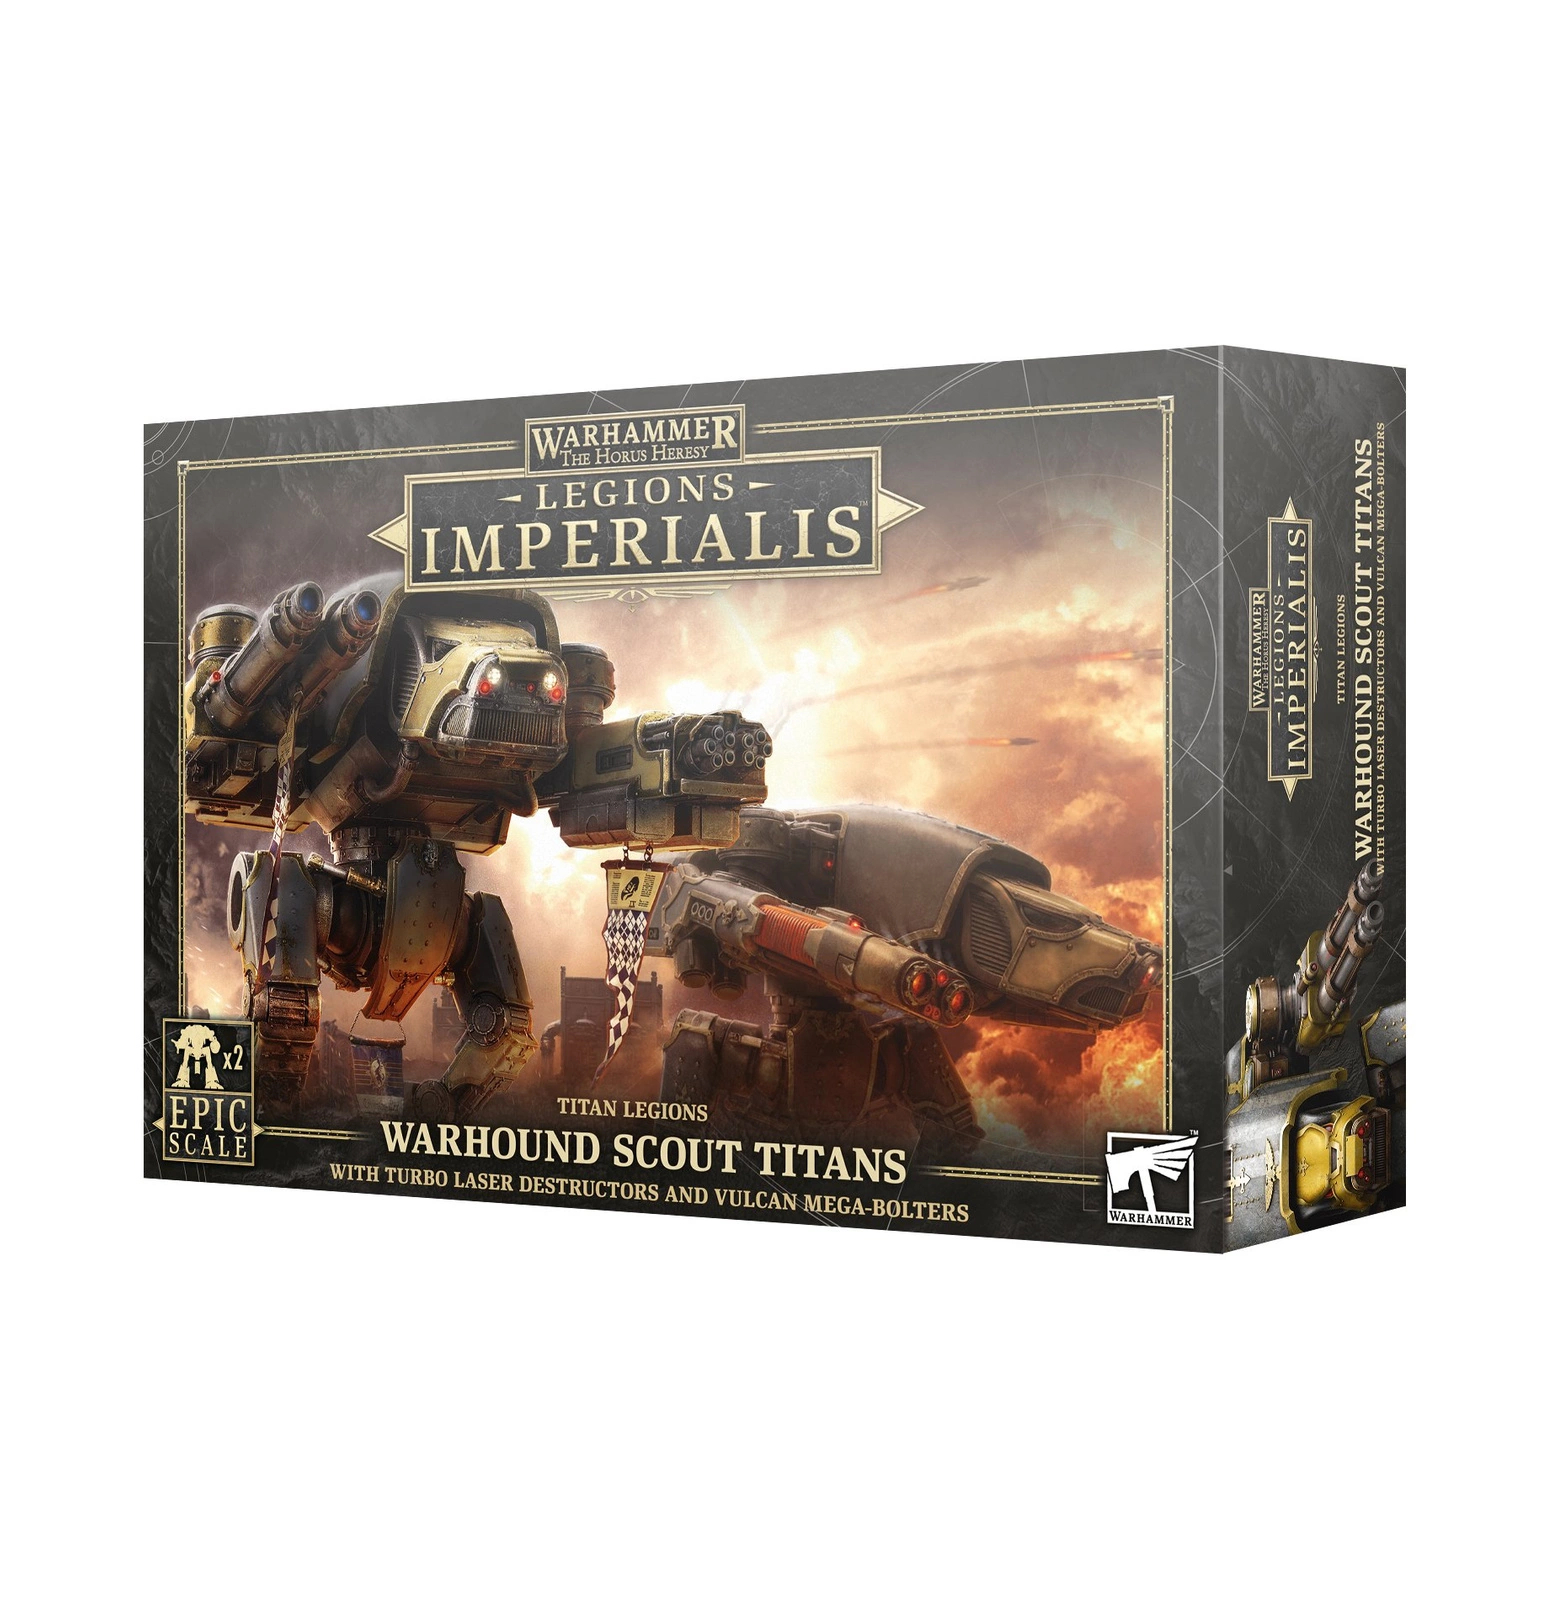 WARHAMMER
THE HORUS HERESY
LEGIONS
IMPERIALIS™
x2
EPIC
SCALE
TITAN LEGIONS
WARHOUND SCOUT TITANS
WITH TURBO LASER DESTRUCTORS AND VULCAN MEGA-BOLTERS
WARHAMMER™
WARHAMMER
THE HORUS HERESY
LEGIONS
IMPERIALIS
TITAN LEGIONS
WARHOUND SCOUT TITANS
WITH TURBO LASER DESTRUCTORS AND VULCAN MEGA-BOLTERS